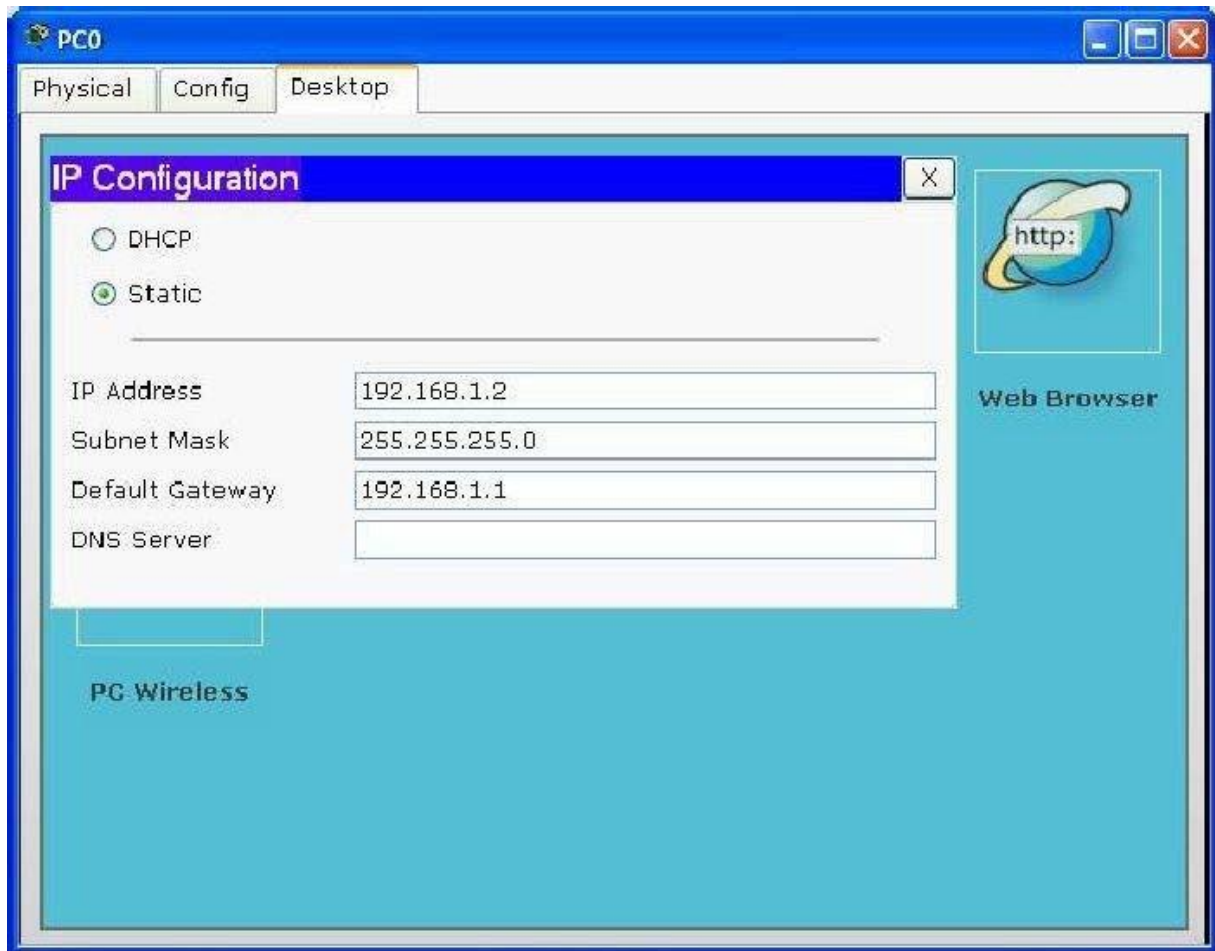 PC0
Physical Config Desktop
IP Configuration X
DHCP
http:
Static
IP Address 192.168.1.2
Web Browser
Subnet Mask 255.255.255.0
Default Gateway 192.168.1.1
DNS Server
PC Wireless